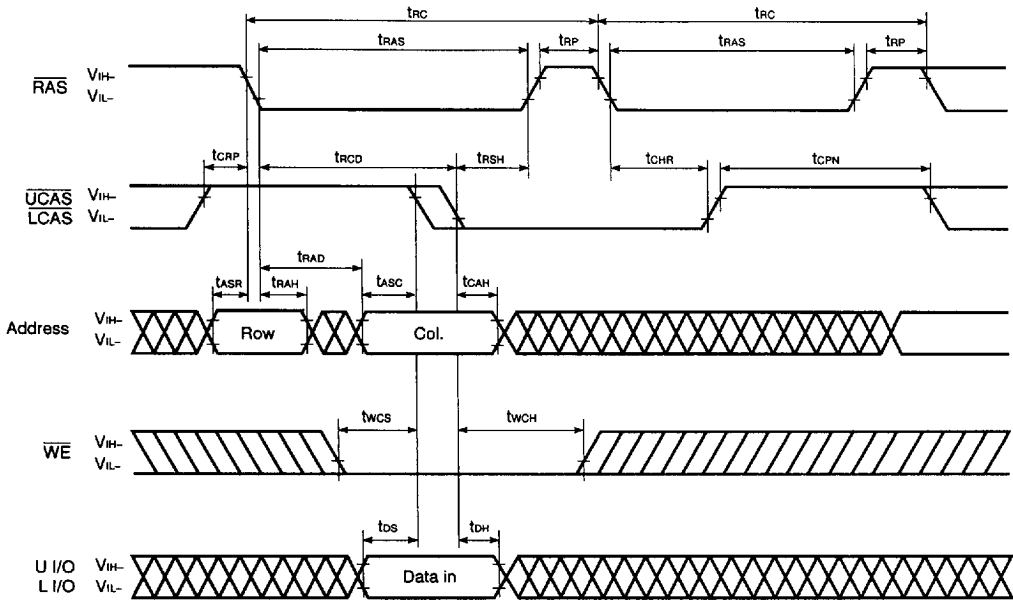 tRC tRC
tRAS tRP tRAS tRP
RAS VIH– VIL–
tCRP tRCD tRSH tCHR tCPN
UCAS LCAS VIH– VIL–
tRAD
tASR tRAH tASC tCAH
Address VIH– VIL– Row Col.
tWCS tWCH
WE VIH– VIL–
tDS tDH
U I/O VIH– Data in
L I/O VIL–